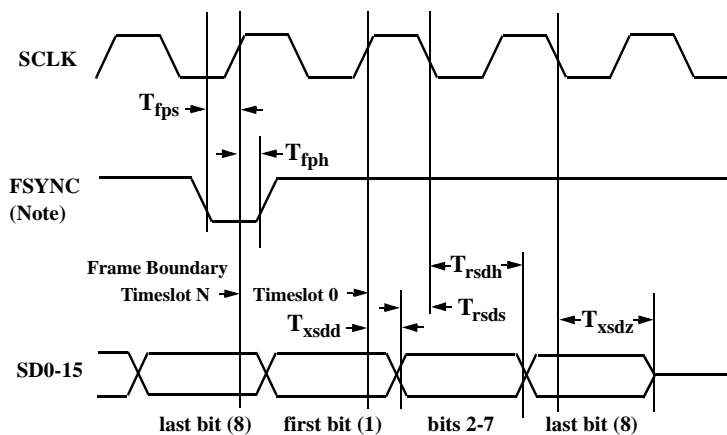 SCLK
Tfps
Tfph
FSYNC
(Note)
Frame Boundary
Timeslot N
Timeslot 0
Trsdh
Trsds
Txsdd
Txsdz
SD0-15
last bit (8)
first bit (1)
bits 2-7
last bit (8)